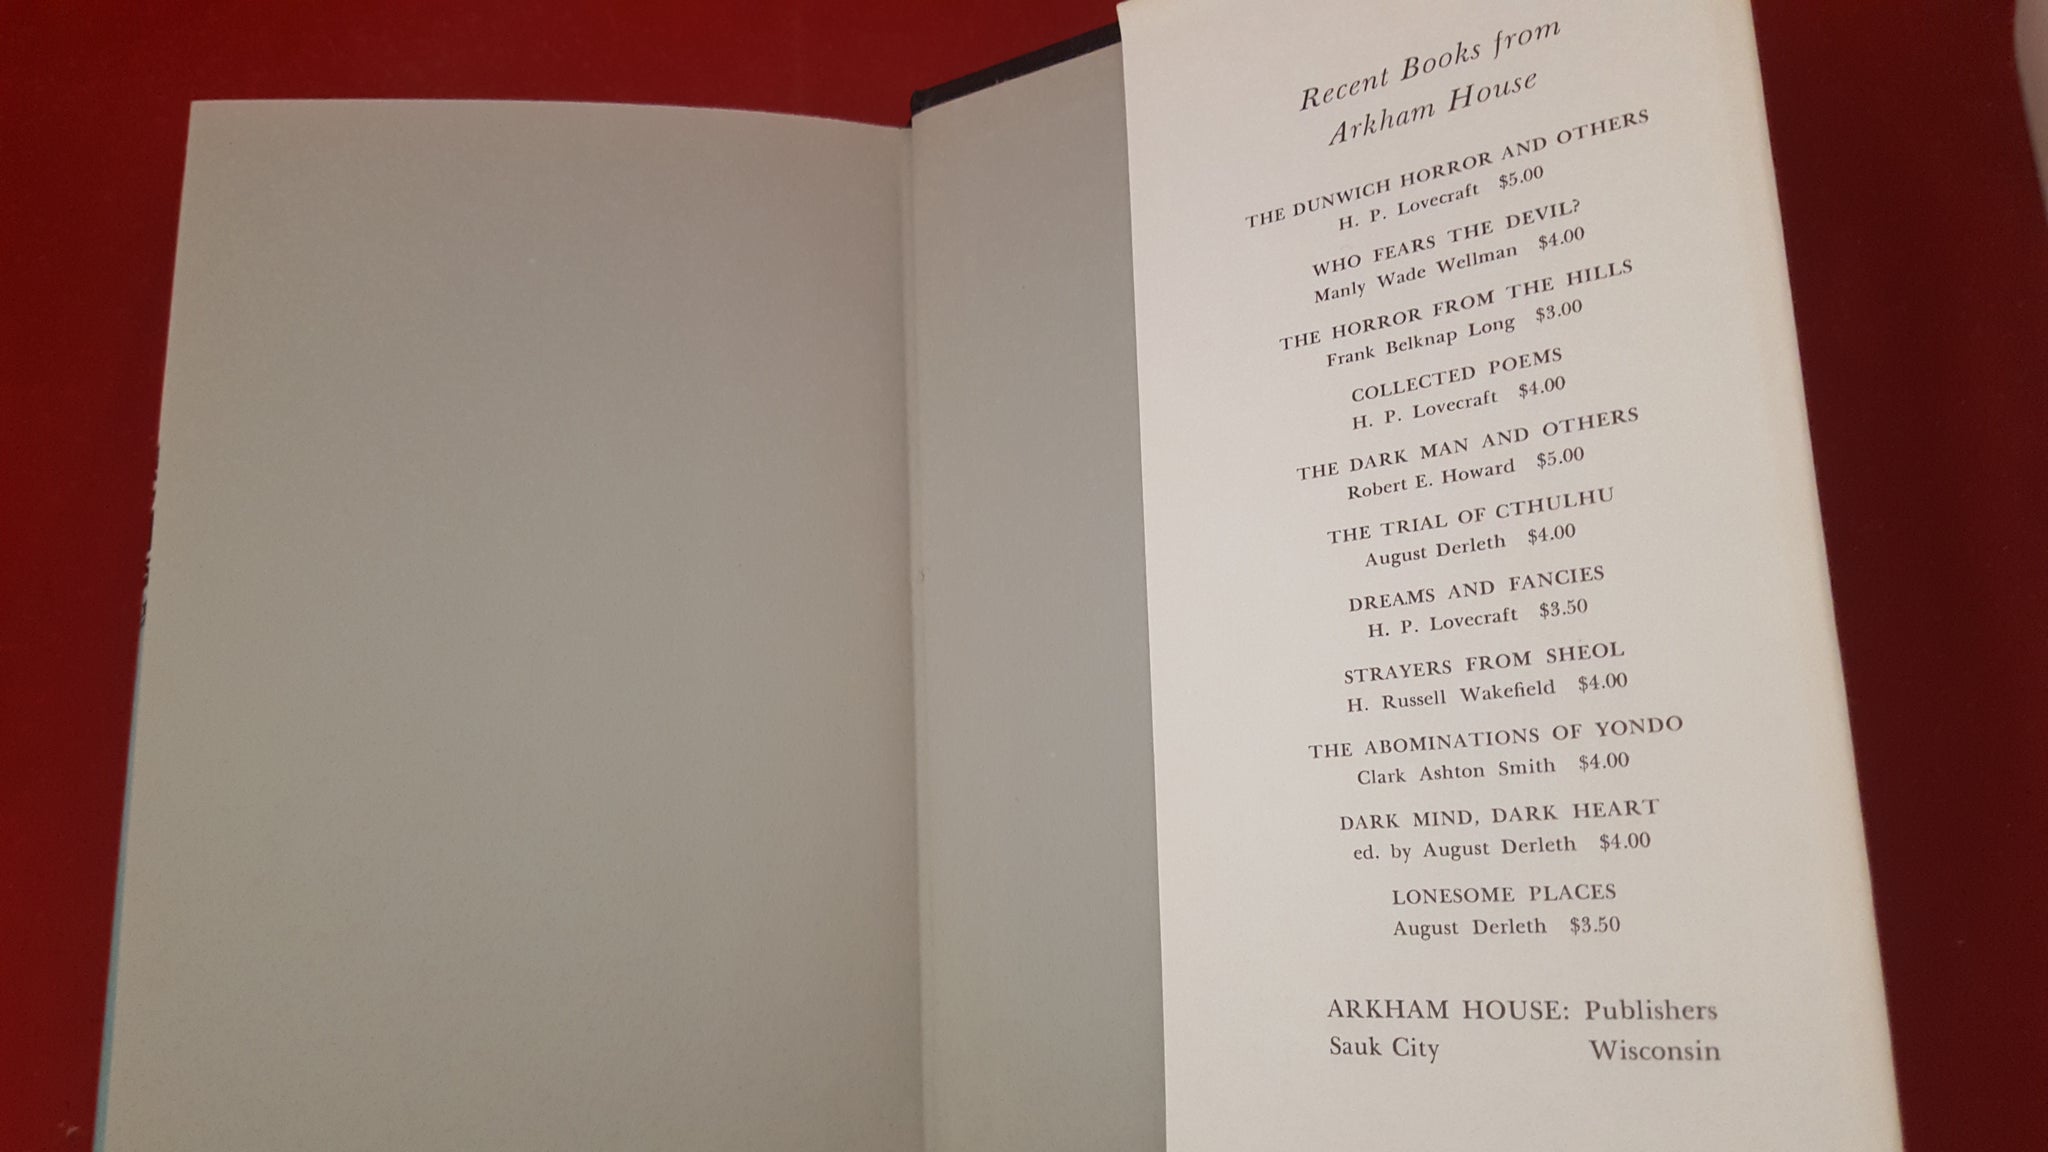 Recent Books from
Arkham House
THE DUNWICH HORROR AND OTHERS
H. P. Lovecraft $5.00
WHO FEARS THE DEVIL?
Manly Wade Wellman $4.00
THE HORROR FROM THE HILLS
Frank Belknap Long $3.00
COLLECTED POEMS
H. P. Lovecraft $4.00
THE DARK MAN AND OTHERS
Robert E. Howard $5.00
THE TRIAL OF CTHULHU
August Derleth $4.00
DREAMS AND FANCIES
H. P. Lovecraft $3.50
STRAYERS FROM SHEOL
H. Russell Wakefield $4.00
THE ABOMINATIONS OF YONDO
Clark Ashton Smith $4.00
DARK MIND, DARK HEART
ed. by August Derleth $4.00
LONESOME PLACES
August Derleth $3.50
ARKHAM HOUSE: Publishers
Sauk City Wisconsin